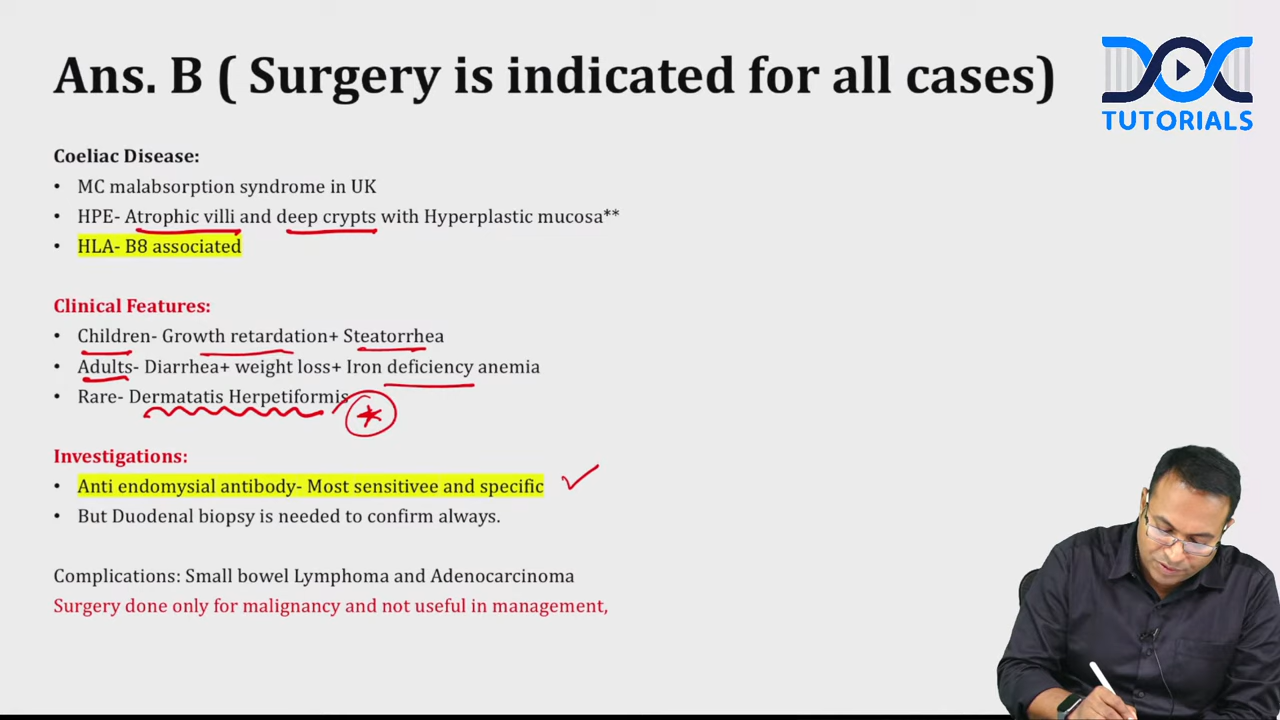 Ans. B ( Surgery is indicated for all cases)
DOC
TUTORIALS
Coeliac Disease:
• MC malabsorption syndrome in UK
• HPE- Atrophic villi and deep crypts with Hyperplastic mucosa**
• HLA- B8 associated
Clinical Features:
• Children- Growth retardation+ Steatorrhea
• Adults- Diarrhea+ weight loss+ Iron deficiency anemia
• Rare- Dermatatis Herpetiformis
Investigations:
• Anti endomysial antibody- Most sensitivee and specific
• But Duodenal biopsy is needed to confirm always.
Complications: Small bowel Lymphoma and Adenocarcinoma
Surgery done only for malignancy and not useful in management,